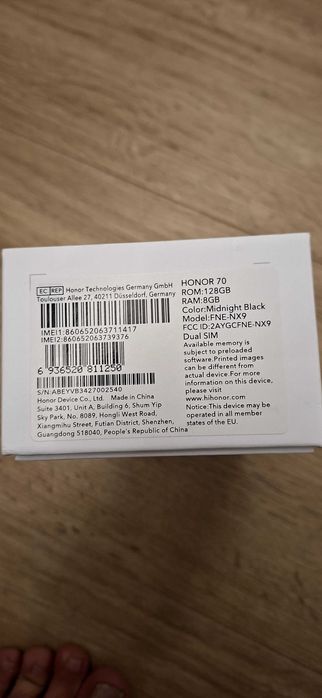 EC REP Honor Technologies Germany GmbH
Toulouser Allee 27, 40211 Düsseldorf, Germany
IMEI1:860652063711417
IMEI2:860652063739376
6 936520 811250
S/N:ABEYVB3427002540
Honor Device Co., Ltd. Made in China
Suite 3401, Unit A, Building 6, Shum Yip
Sky Park, No. 8089, Hongli West Road,
Xiangmihu Street, Futian District, Shenzhen,
Guangdong 518040, People's Republic of China
HONOR 70
ROM:128GB
RAM:8GB
Color:Midnight Black
Model:FNE-NX9
FCC ID:2AYGCFNE-NX9
Dual SIM
Available memory is
subject to preloaded
software.Printed images
can be different from
actual device.For more
information on this device,
please visit
www.hihonor.com
Notice:This device may be
operated in all member
states of the EU.